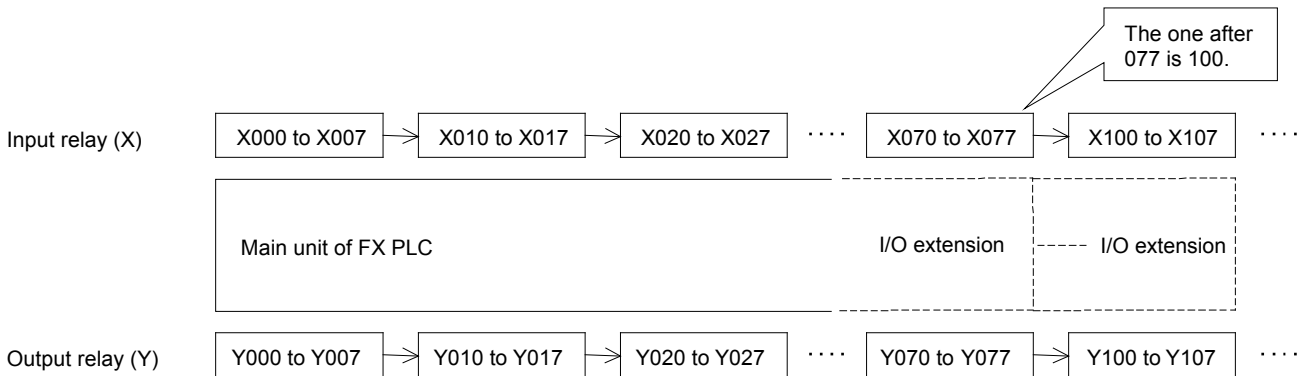 The one after
077 is 100.
Input relay (X) X000 to X007 X010 to X017 X020 to X027 ···· X070 to X077 X100 to X107 ····
Main unit of FX PLC I/O extension I/O extension
Output relay (Y) Y000 to Y007 Y010 to Y017 Y020 to Y027 ···· Y070 to Y077 Y100 to Y107 ····